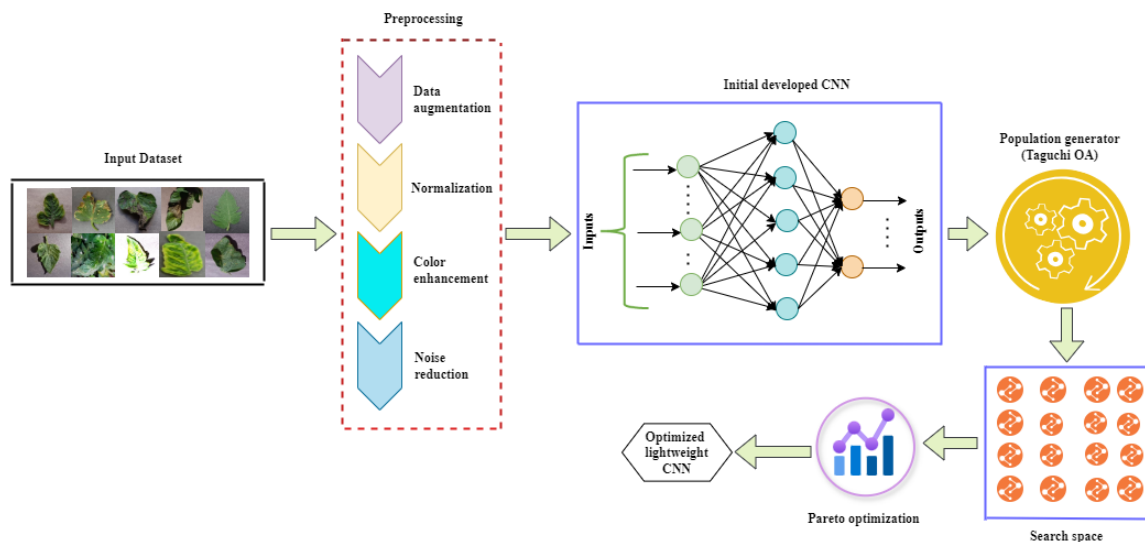 Preprocessing
Input Dataset
Data
augmentation
Normalization
Color
enhancement
Noise
reduction
Initial developed CNN
Inputs
Outputs
Population generator
(Taguchi OA)
Search space
Pareto optimization
Optimized
lightweight
CNN